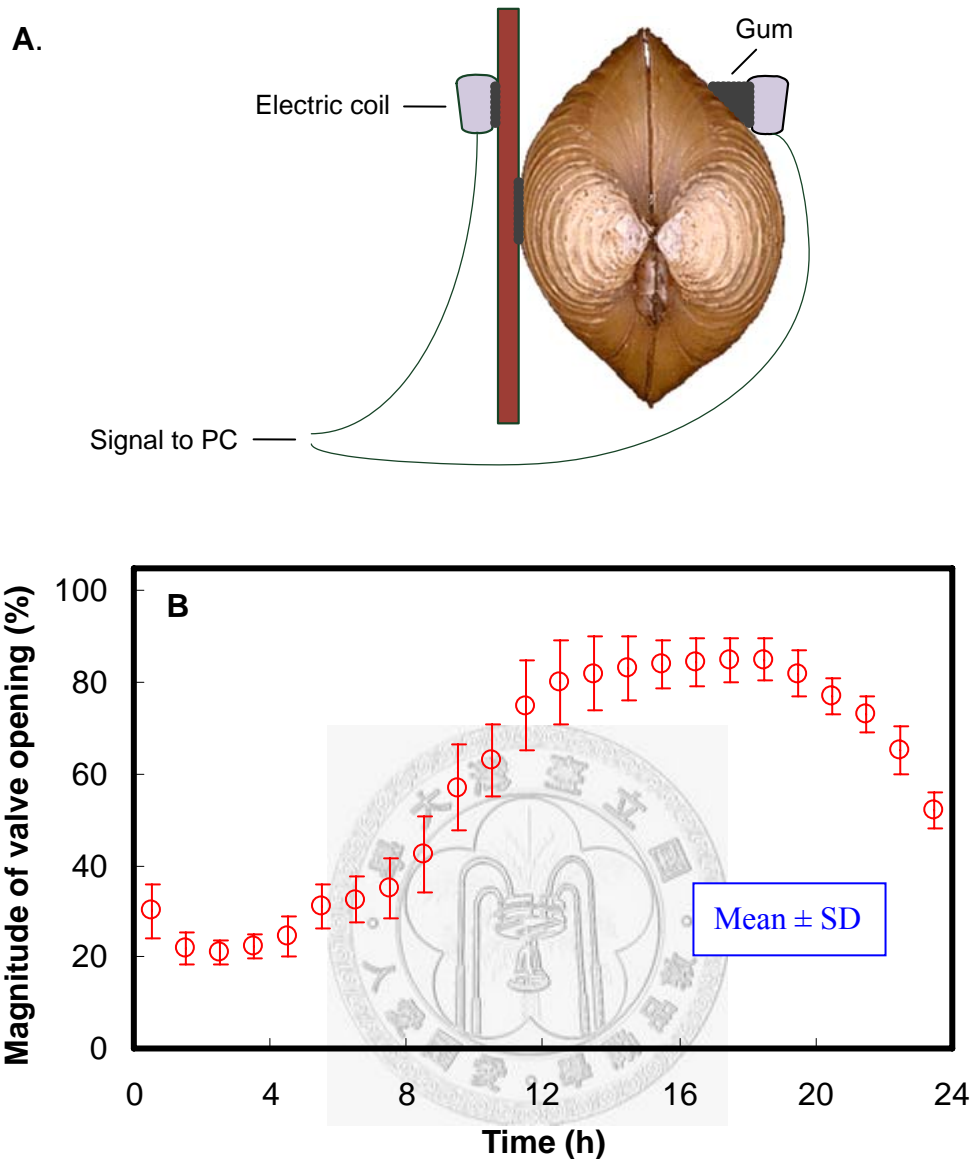 A.
Gum
Electric coil
Signal to PC
B
Magnitude of valve opening (%)
100
80
60
40
20
0
Mean ± SD
0 4 8 12 16 20 24
Time (h)